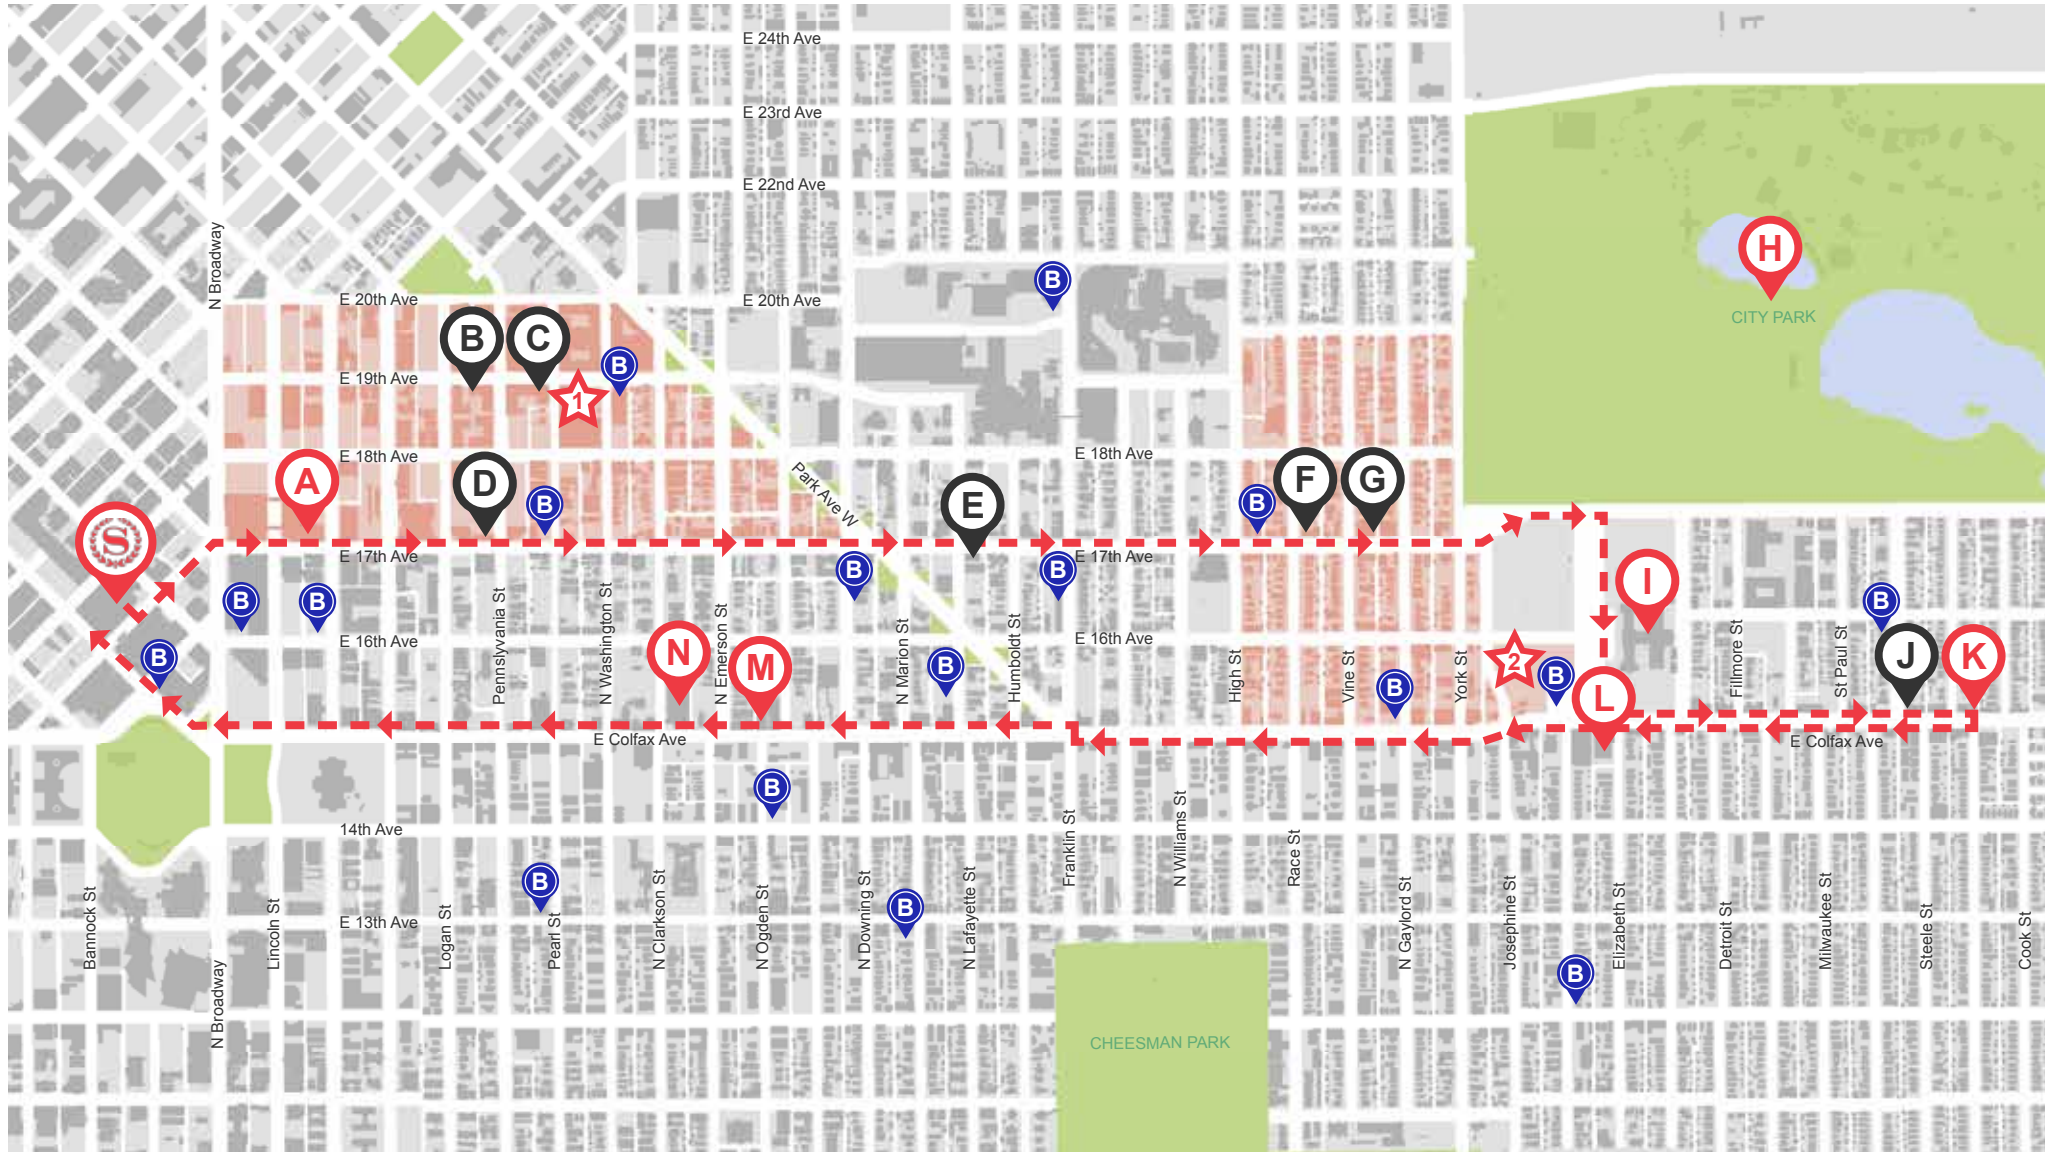 E 24th Ave
E 23rd Ave
E 22nd Ave
N Broadway
H
CITY PARK
B
E 20th Ave
E 20th Ave
B
C
B
E 19th Ave
1
E 18th Ave
E 18th Ave
A
D
B
Park Ave W
E
B
F
G
S
E 17th Ave
E 17th Ave
B
B
B
B
I
B
Pennslyvania St
N Washington St
N Emerson St
N Marion St
Humboldt St
E 16th Ave
E 16th Ave
High St
Vine St
York St
Fillmore St
St Paul St
B
N
M
B
B
2
B
L
J
K
E Colfax Ave
E Colfax Ave
B
14th Ave
Franklin St
N Williams St
Race St
B
B
E 13th Ave
Bannock St
Lincoln St
Logan St
Pearl St
N Clarkson St
N Ogden St
N Downing St
N Lafayette St
N Gaylord St
Josephine St
Elizabeth St
Detroit St
Milwaukee St
Steele St
Cook St
B
N Broadway
CHEESMAN PARK